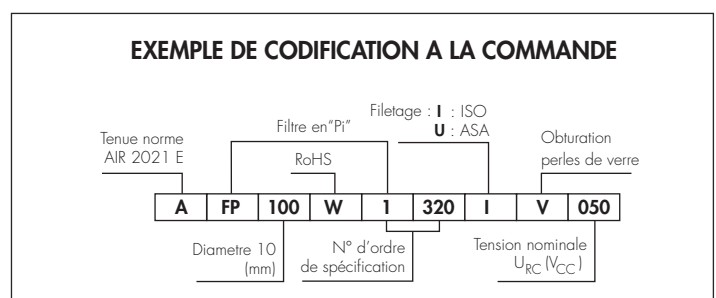 EXEMPLE DE CODIFICATION A LA COMMANDE
Filetage : I : ISO
U : ASA
Filtre en“Pi”
Tenue norme
AIR 2021 E
RoHS
Obturation
perles de verre
A FP 100 W 1 320 I V 050
Diametre 10
(mm)
N° d’ordre
de spécification
Tension nominale
URC (VCC )